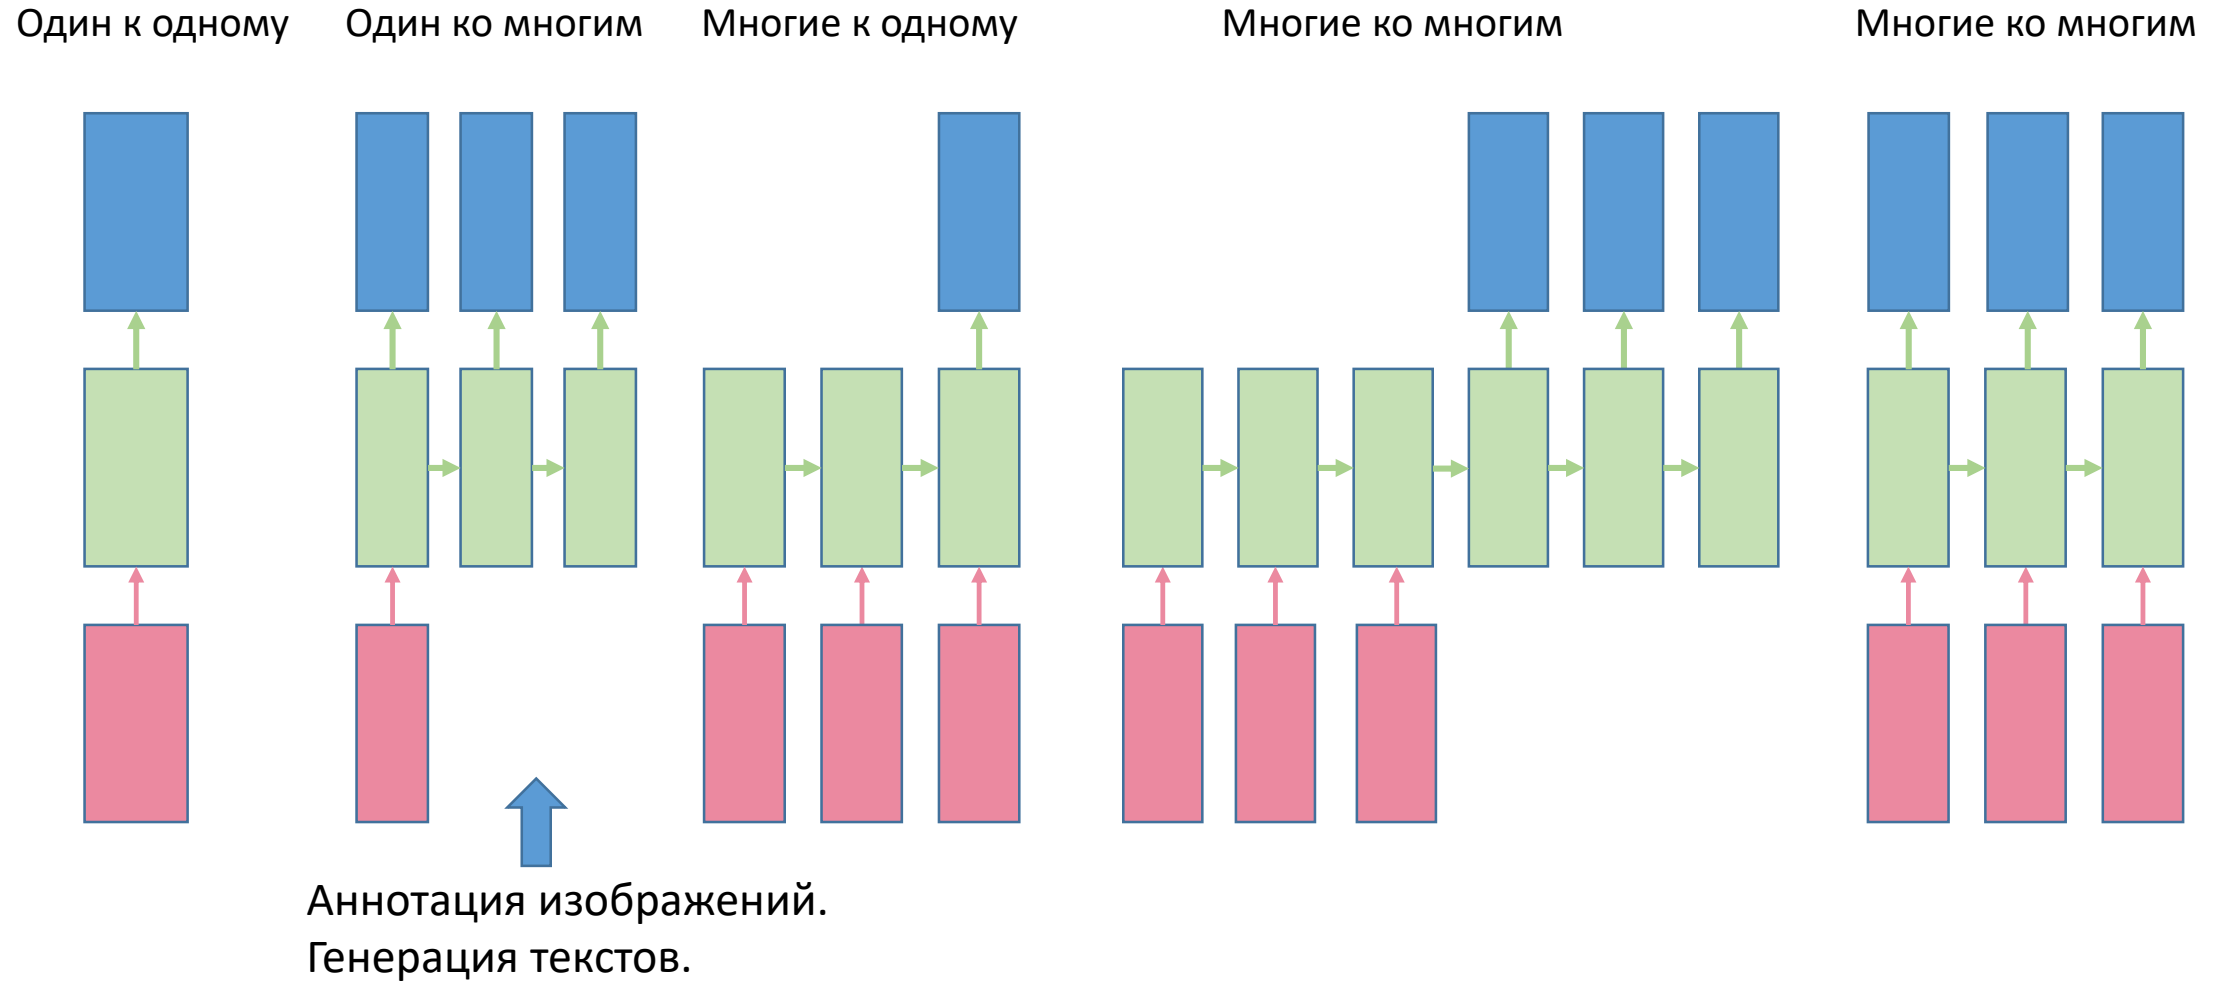 Один к одному
Один ко многим
Многие к одному
Многие ко многим
Многие ко многим
Аннотация изображений.
Генерация текстов.